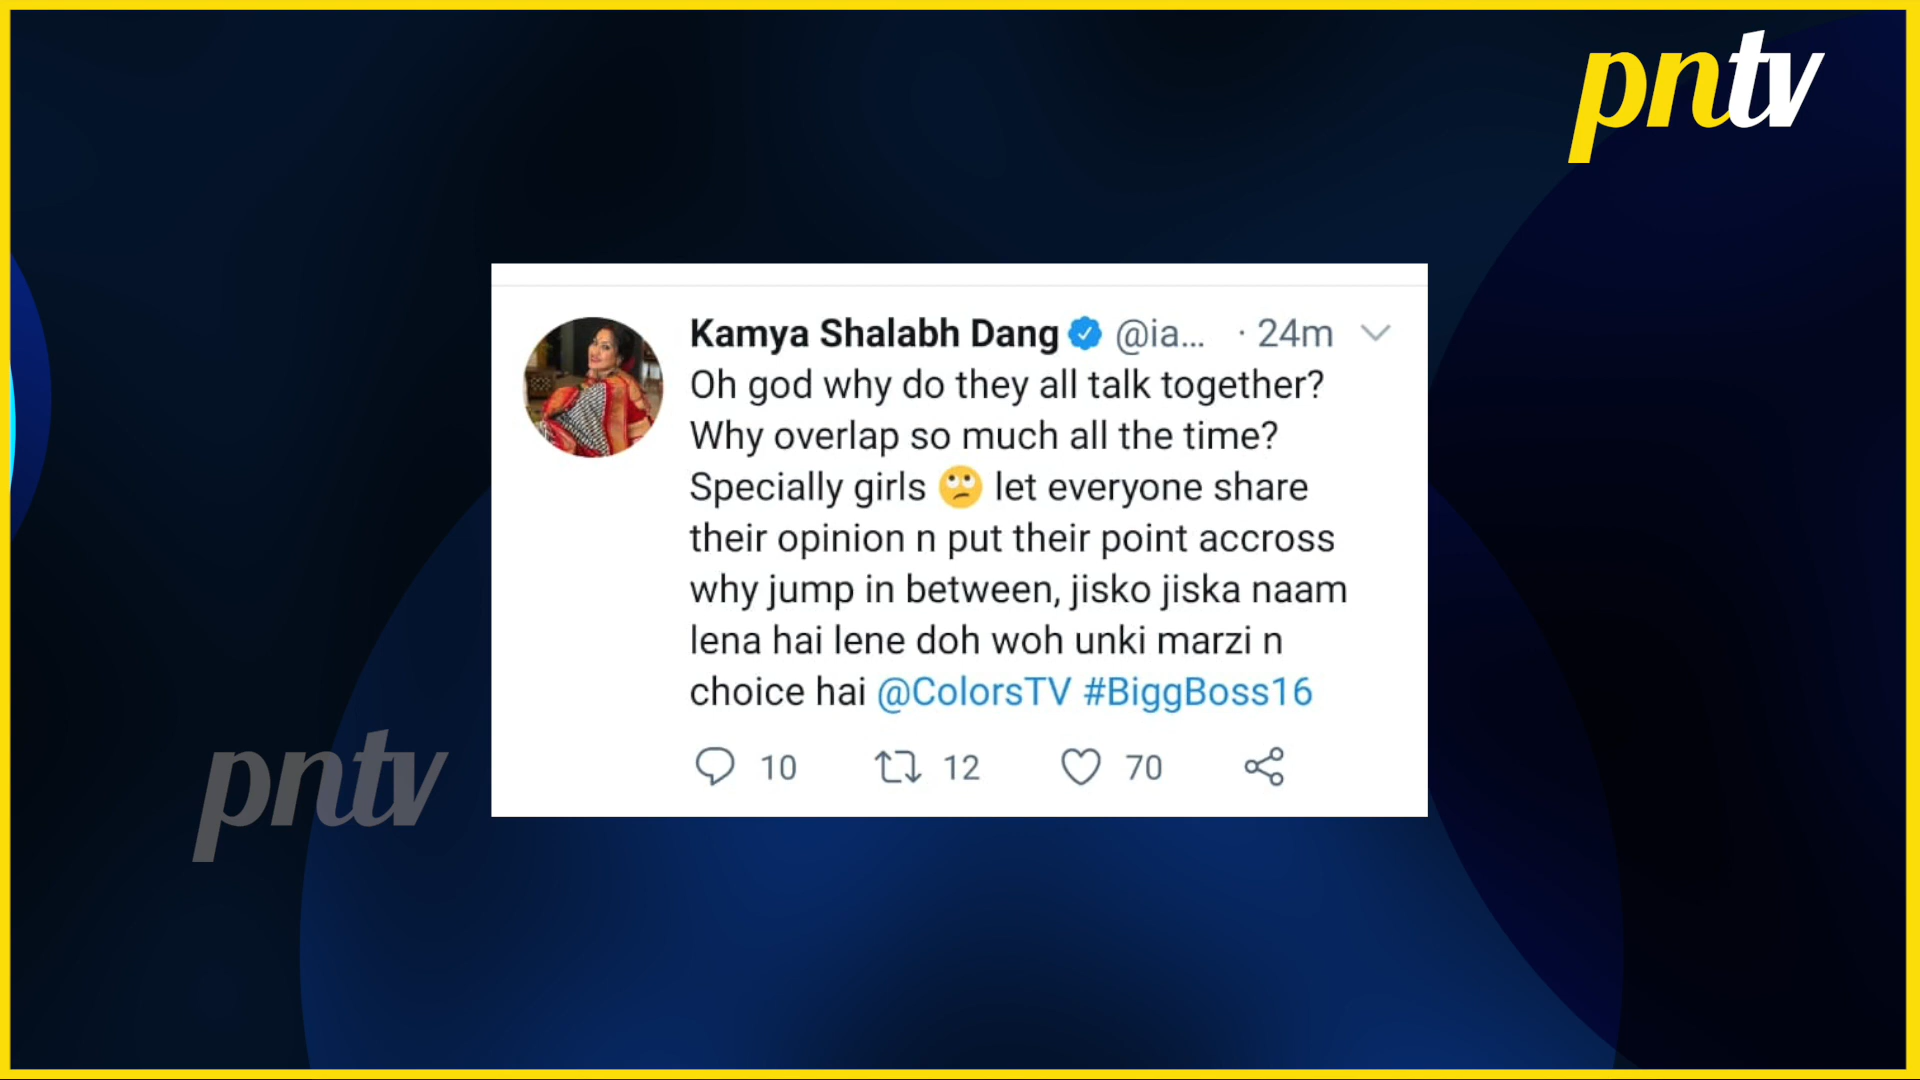 pntv
Kamya Shalabh Dang @ia... · 24m
Oh god why do they all talk together?
Why overlap so much all the time?
Specially girls 🙄 let everyone share
their opinion n put their point accross
why jump in between, jisko jiska naam
lena hai lene doh woh unki marzi n
choice hai @ColorsTV #BiggBoss16
10 12 70
pntv